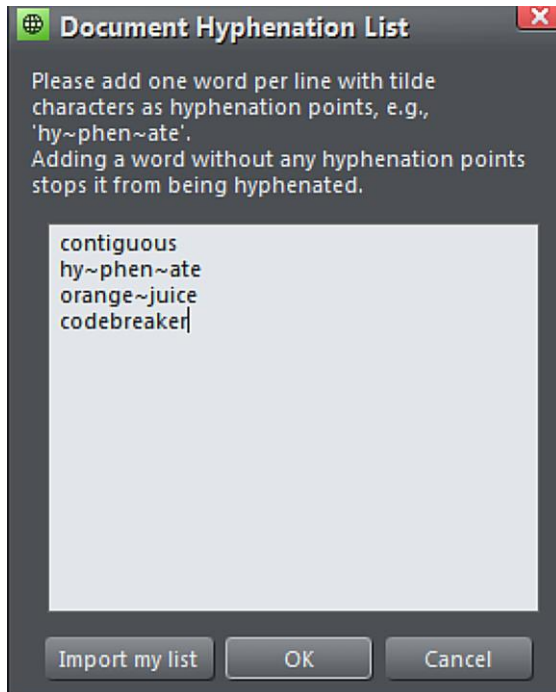 Document Hyphenation List
Please add one word per line with tilde
characters as hyphenation points, e.g.,
'hy~phen~ate'.
Adding a word without any hyphenation points
stops it from being hyphenated.
contiguous
hy~phen~ate
orange~juice
codebreaker
Import my list OK Cancel